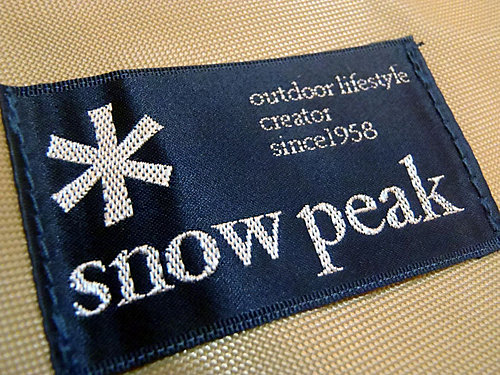 outdoor lifestyle
creator
since1958
snow peak